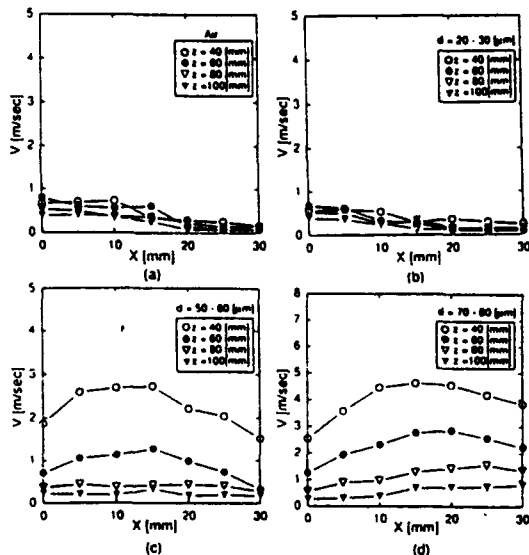 Air
z = 40 [mm]
z = 60 [mm]
z = 80 [mm]
z = 100 [mm]
V [m/sec]
5
4
3
2
1
0
0 10 20 30
X [mm]
(a)
d = 20 - 30 [μm]
z = 40 [mm]
z = 60 [mm]
z = 80 [mm]
z = 100 [mm]
V [m/sec]
5
4
3
2
1
0
0 10 20 30
X [mm]
(b)
d = 50 - 60 [μm]
z = 40 [mm]
z = 60 [mm]
z = 80 [mm]
z = 100 [mm]
V [m/sec]
5
4
3
2
1
0
0 10 20 30
X [mm]
(c)
d = 70 - 80 [μm]
z = 40 [mm]
z = 60 [mm]
z = 80 [mm]
z = 100 [mm]
V [m/sec]
8
7
6
5
4
3
2
1
0
0 10 20 30
X [mm]
(d)